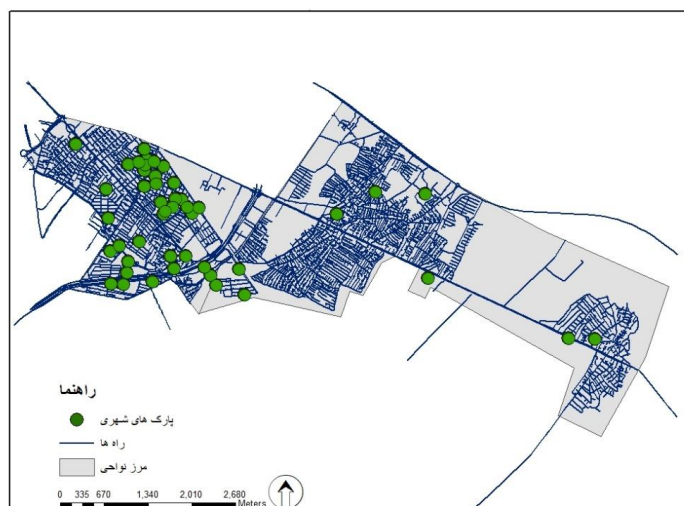 راهنما
پارک های شهری
راه ها
مرز نواحی
0 335 670 1,340 2,010 2,680
Meters